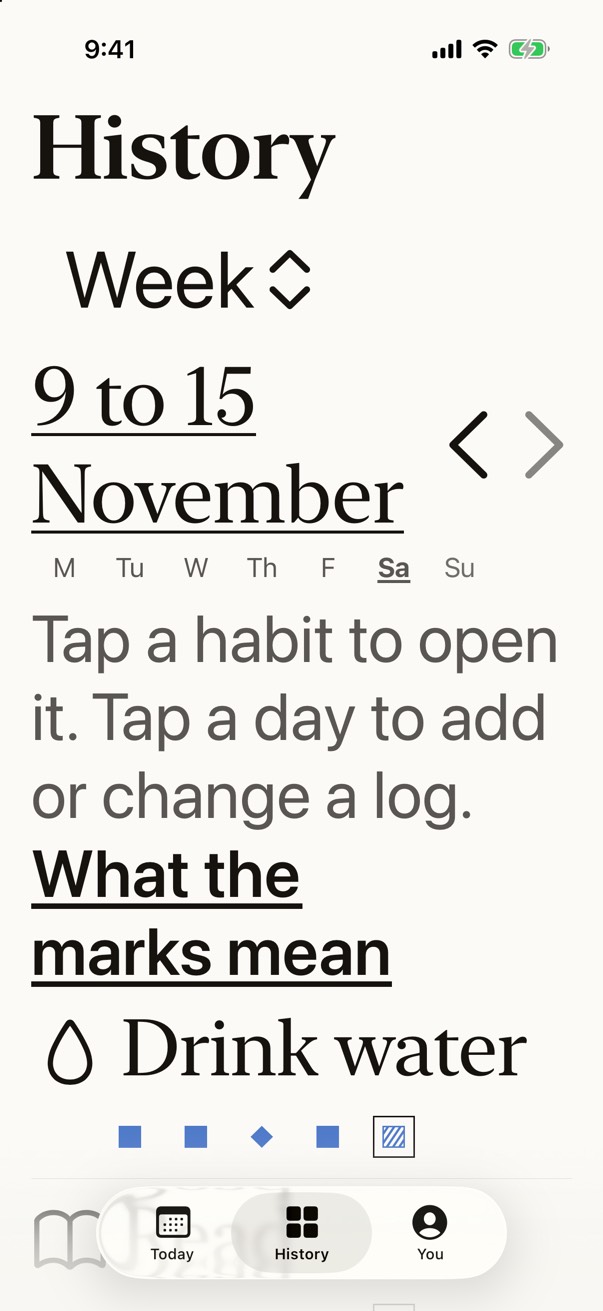 9:41
History
Week
9 to 15
November
M Tu W Th F Sa Su
Tap a habit to open
it. Tap a day to add
or change a log.
What the
marks mean
Drink water
Read
Today History You